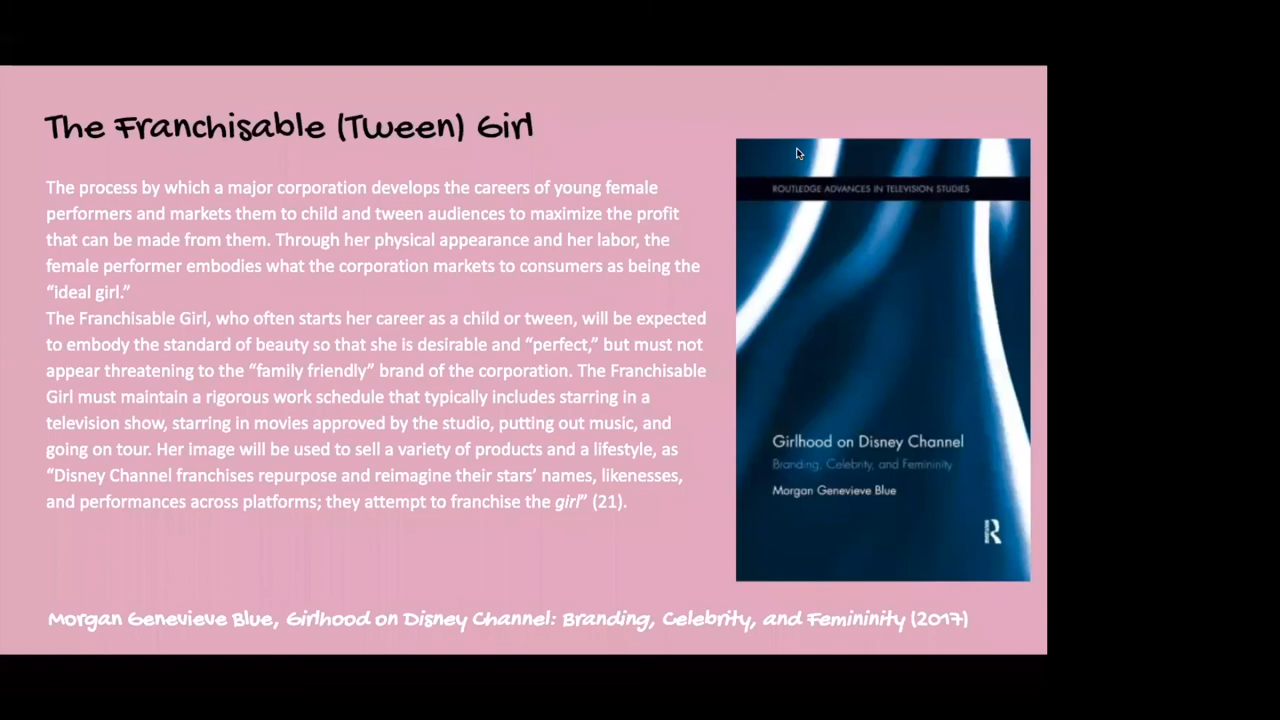 The Franchisable (Tween) Girl
The process by which a major corporation develops the careers of young female
performers and markets them to child and tween audiences to maximize the profit
that can be made from them. Through her physical appearance and her labor, the
female performer embodies what the corporation markets to consumers as being the
“ideal girl.”
The Franchisable Girl, who often starts her career as a child or tween, will be expected
to embody the standard of beauty so that she is desirable and “perfect,” but must not
appear threatening to the “family friendly” brand of the corporation. The Franchisable
Girl must maintain a rigorous work schedule that typically includes starring in a
television show, starring in movies approved by the studio, putting out music, and
going on tour. Her image will be used to sell a variety of products and a lifestyle, as
“Disney Channel franchises repurpose and reimagine their stars’ names, likenesses,
and performances across platforms; they attempt to franchise the girl” (21).
ROUTLEDGE ADVANCES IN TELEVISION STUDIES
Girlhood on Disney Channel
Branding, Celebrity, and Femininity
Morgan Genevieve Blue
R
Morgan Genevieve Blue, Girlhood on Disney Channel: Branding, Celebrity, and Femininity (2017)